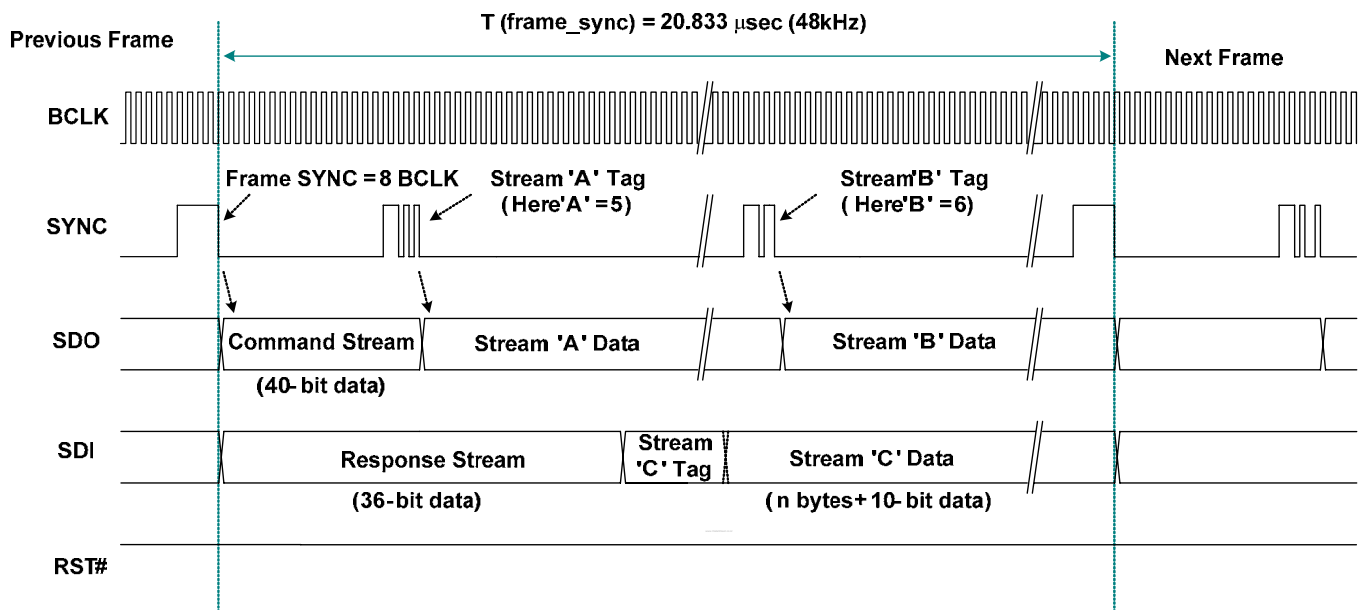 T (frame_sync) = 20.833 μsec (48kHz)
Previous Frame
Next Frame
BCLK
Frame SYNC = 8 BCLK
Stream 'A' Tag
(Here 'A' = 5)
Stream 'B' Tag
(Here 'B' = 6)
SYNC
SDO
Command Stream
Stream 'A' Data
Stream 'B' Data
(40-bit data)
SDI
Response Stream
Stream
'C' Tag
Stream 'C' Data
(36-bit data)
(n bytes+10-bit data)
RST#